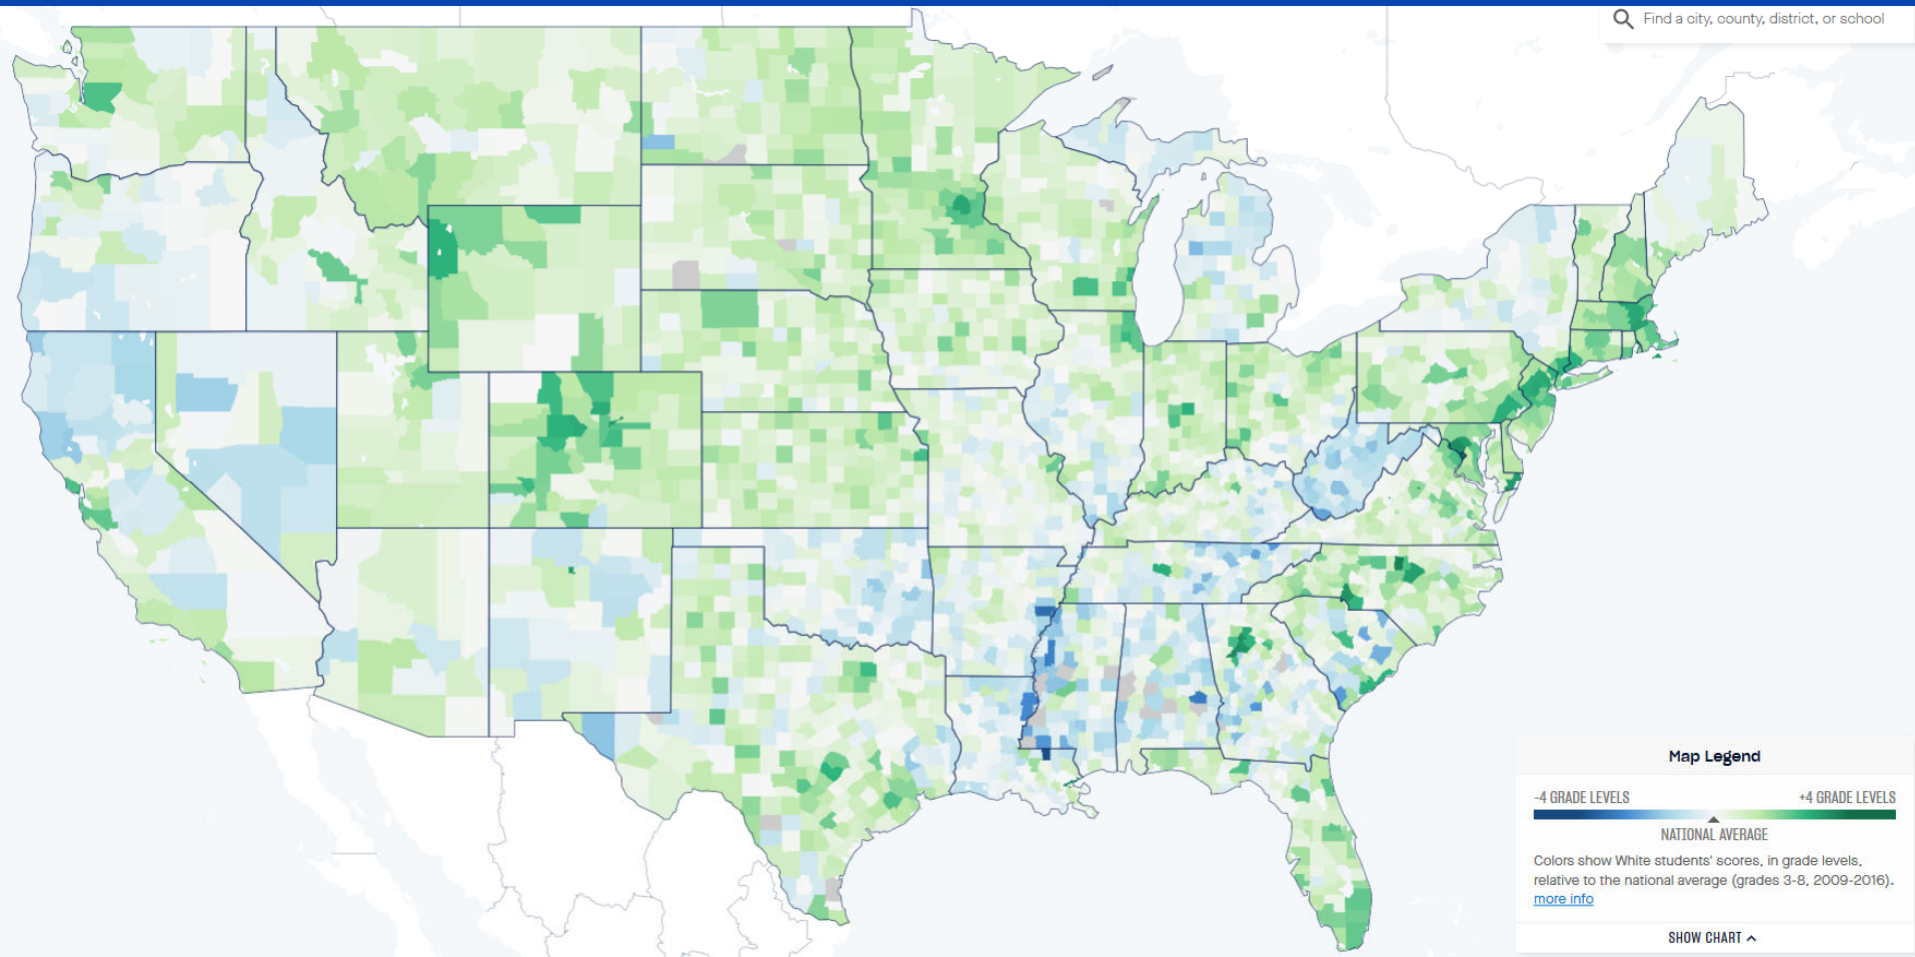 Find a city, county, district, or school
Map Legend
-4 GRADE LEVELS +4 GRADE LEVELS
NATIONAL AVERAGE
Colors show White students' scores, in grade levels,
relative to the national average (grades 3-8, 2009-2016).
more info
SHOW CHART